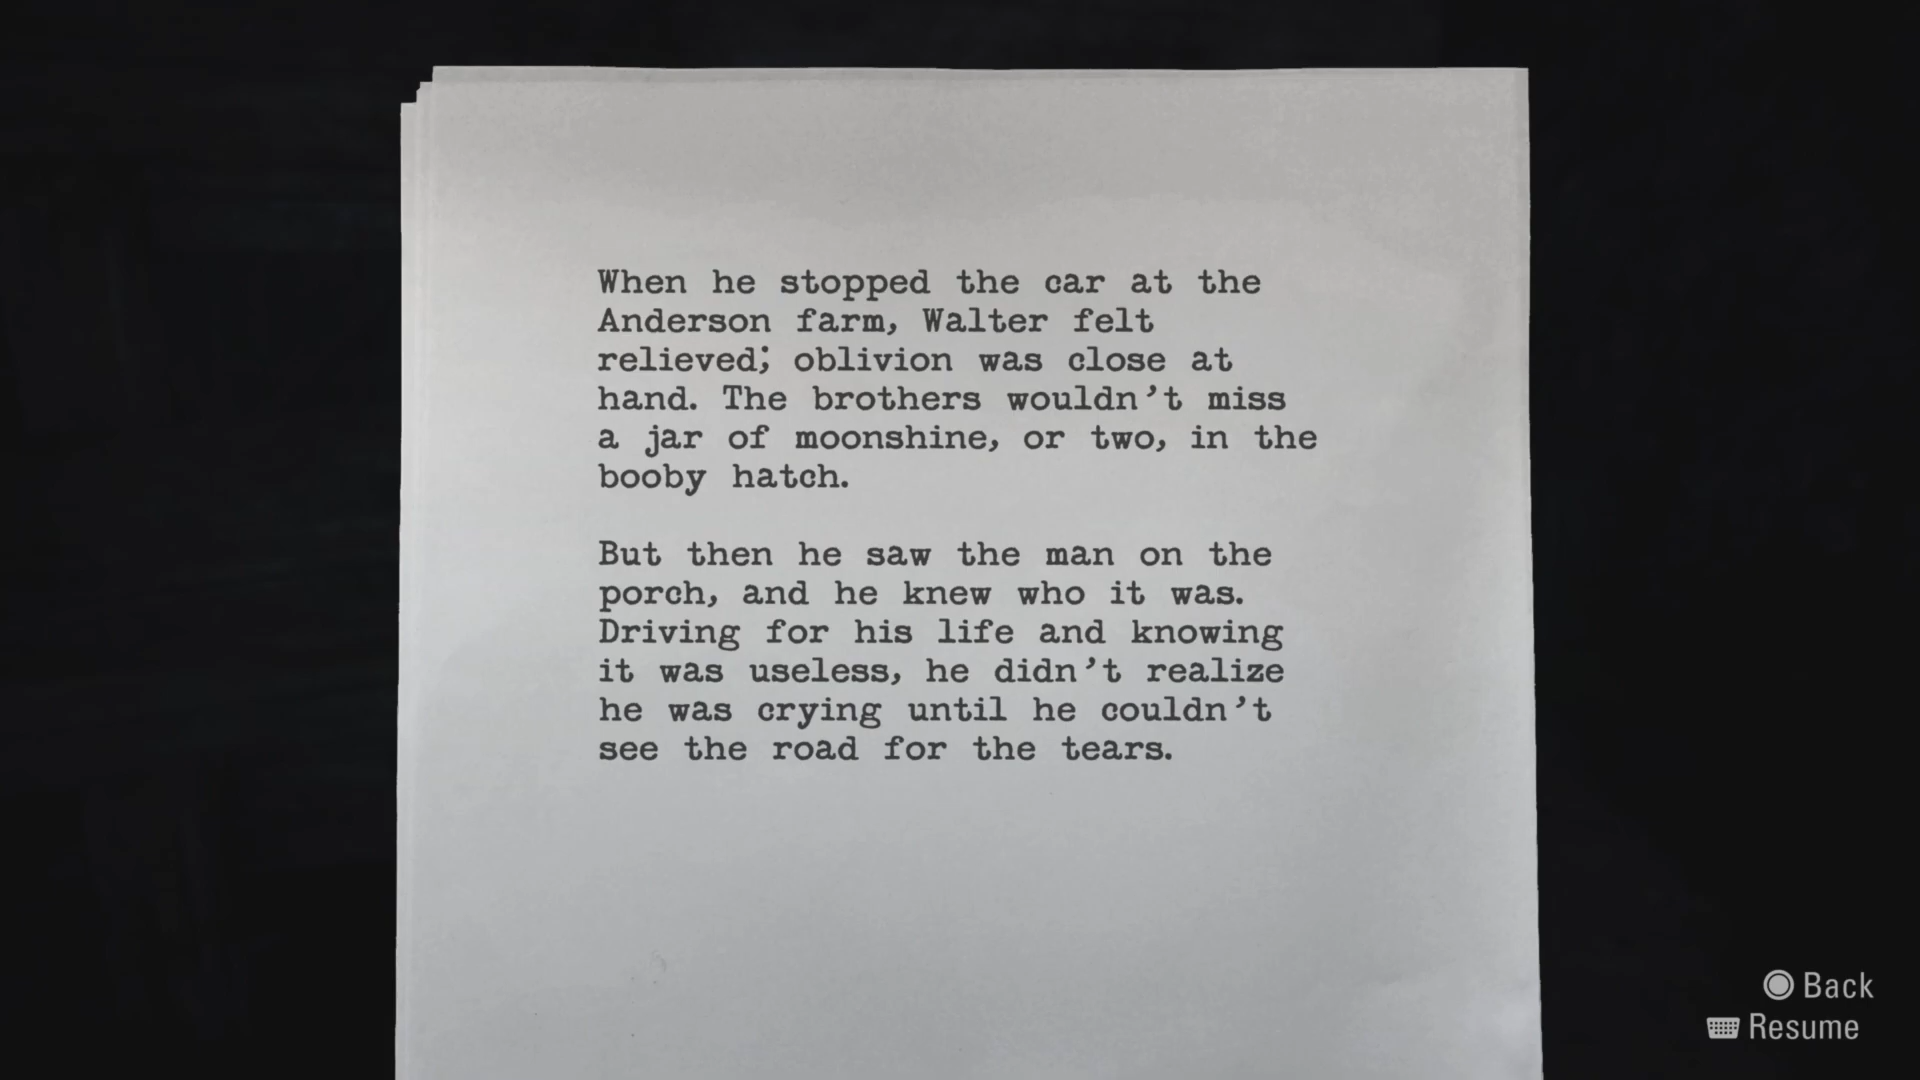 When he stopped the car at the
Anderson farm, Walter felt
relieved; oblivion was close at
hand. The brothers wouldn't miss
a jar of moonshine, or two, in the
booby hatch.
But then he saw the man on the
porch, and he knew who it was.
Driving for his life and knowing
it was useless, he didn't realize
he was crying until he couldn't
see the road for the tears.
Back
Resume